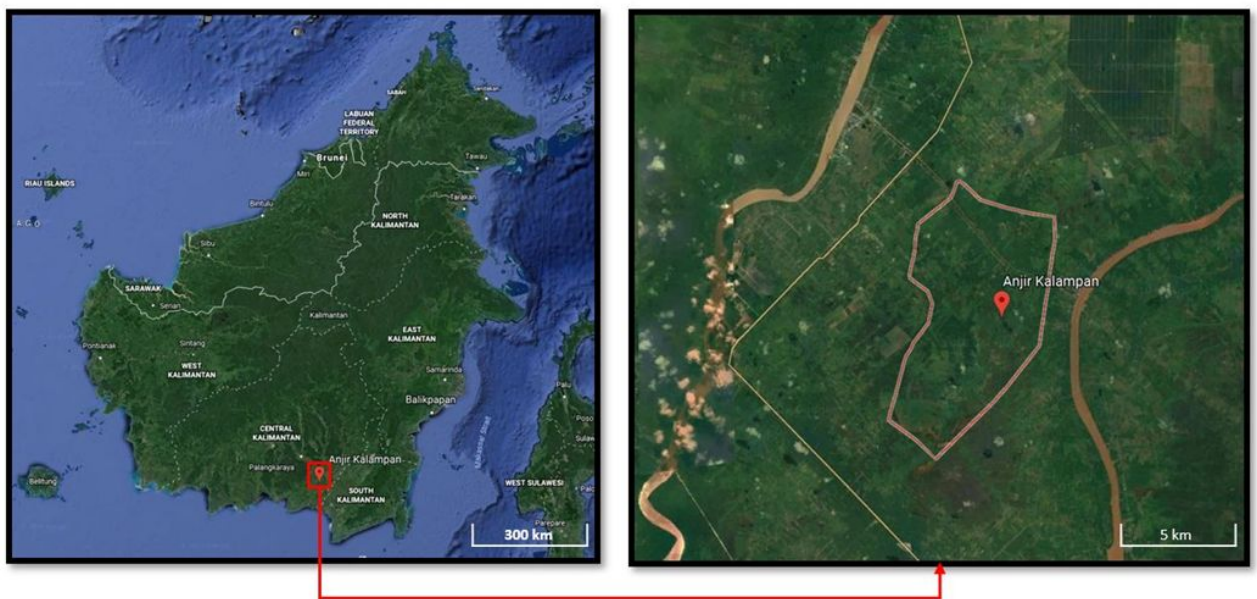 SABAH
LABUAN
FEDERAL
TERRITORY
Brunei
Miri
Tawau
RIAU ISLANDS
Bintulu
Tarakan
NORTH
KALIMANTAN
Sibu
SARAWAK
Serian
Kalimantan
Pontianak
Sintang
WEST
KALIMANTAN
EAST
KALIMANTAN
Samarinda
Balikpapan
Palu
Poso
CENTRAL
KALIMANTAN
Palangkaraya
Anjir Kalampan
Makassar Strait
Belitung
SOUTH
KALIMANTAN
WEST SULAWESI
Parepare
300 km
Anjir Kalampan
5 km